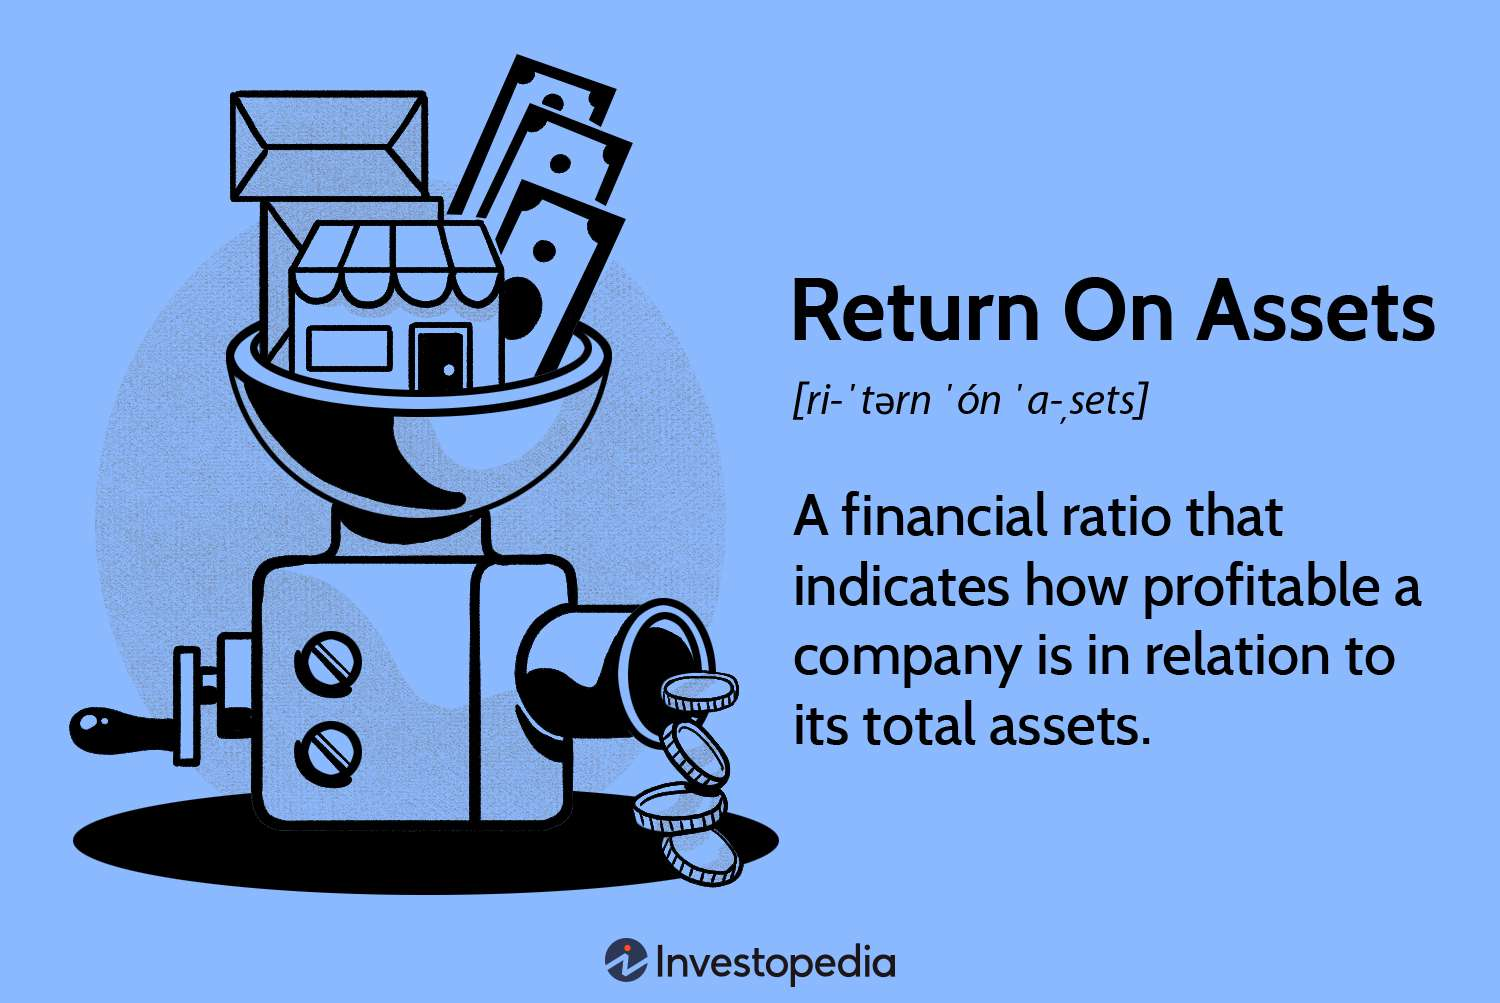 Return On Assets
[ri-ˈtərn ˈón ˈa-ˌsets]
A financial ratio that
indicates how profitable a
company is in relation to
its total assets.
Investopedia